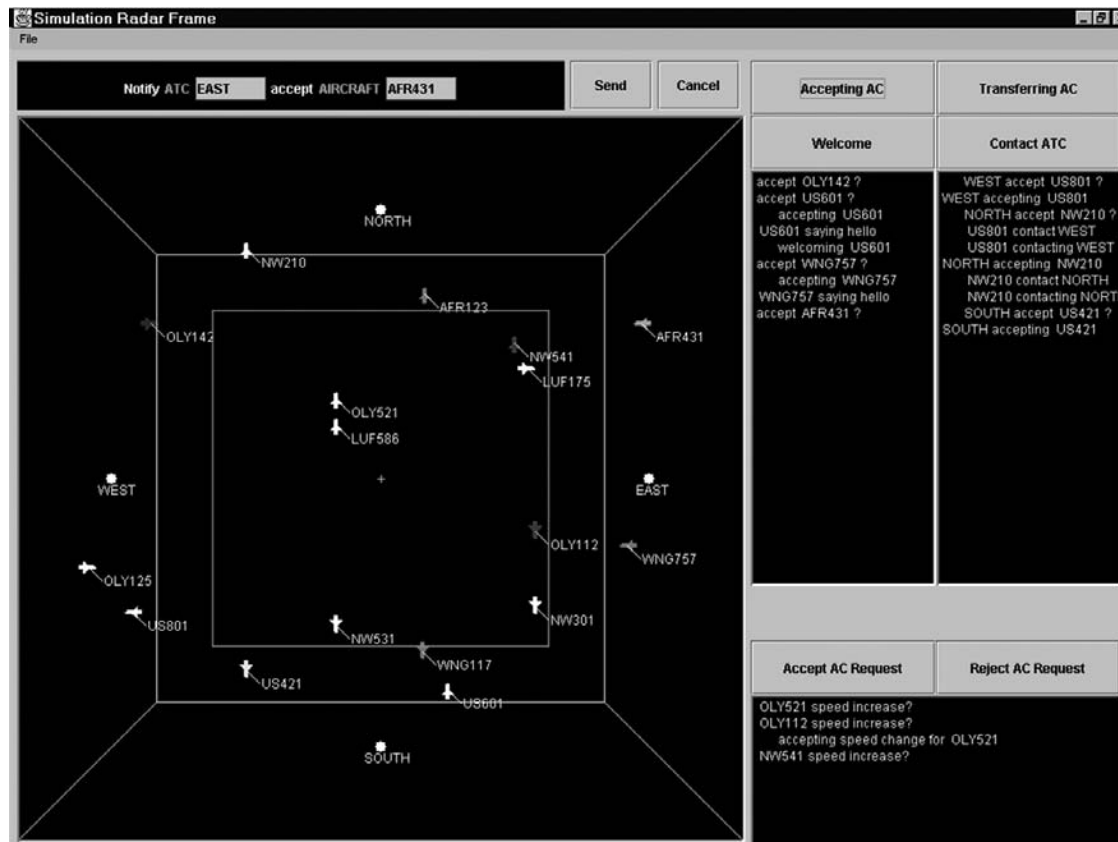 Simulation Radar Frame
File
Notify ATC EAST accept AIRCRAFT AFR431
Send
Cancel
Accepting AC
Transferring AC
Welcome
Contact ATC
NORTH
NW210
AFR123
OLY142
AFR431
NW541
LUF175
OLY521
LUF586
WEST
EAST
OLY112
WNG757
OLY125
US801
NW301
NW531
WNG117
US421
US601
SOUTH
accept OLY142 ?
accept US601 ?
accepting US601
US601 saying hello
welcoming US601
accept WNG757 ?
accepting WNG757
WNG757 saying hello
accept AFR431 ?
WEST accept US801 ?
WEST accepting US801
NORTH accept NW210 ?
US801 contact WEST
US801 contacting WEST
NORTH accepting NW210
NW210 contact NORTH
NW210 contacting NORT
SOUTH accept US421 ?
SOUTH accepting US421
Accept AC Request
Reject AC Request
OLY521 speed increase?
OLY112 speed increase?
accepting speed change for OLY521
NW541 speed increase?